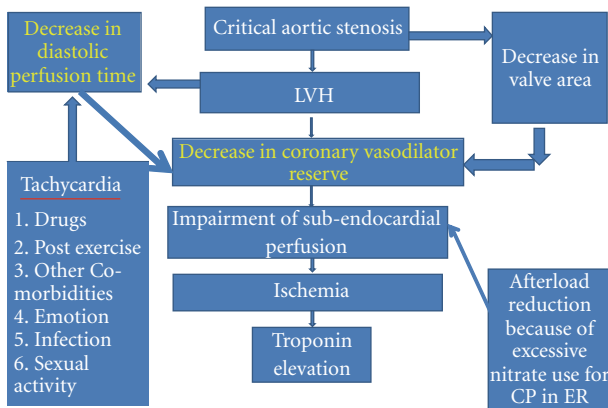 Decrease in
diastolic
perfusion time
Critical aortic stenosis
Decrease in
valve area
LVH
Decrease in coronary vasodilator
reserve
Tachycardia
1. Drugs
2. Post exercise
3. Other Co-
morbidities
4. Emotion
5. Infection
6. Sexual
activity
Impairment of sub-endocardial
perfusion
Ischemia
Troponin
elevation
Afterload
reduction
because of
excessive
nitrate use for
CP in ER